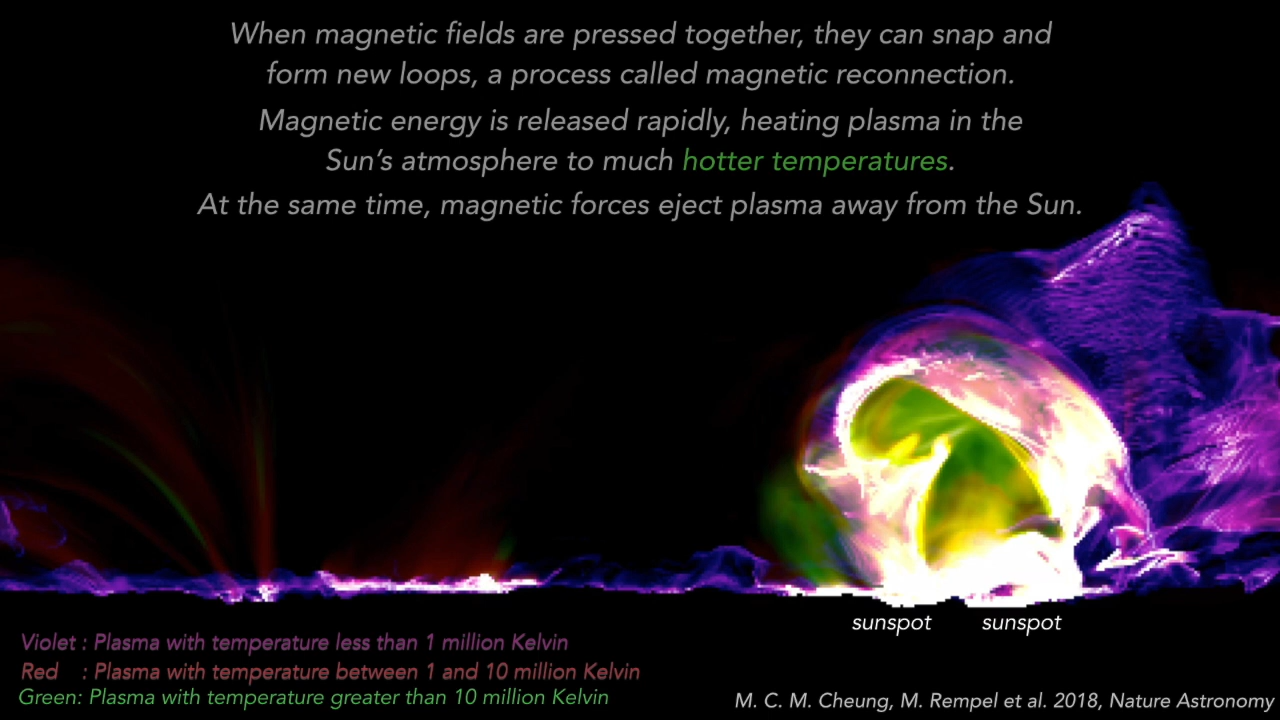 When magnetic fields are pressed together, they can snap and
form new loops, a process called magnetic reconnection.
Magnetic energy is released rapidly, heating plasma in the
Sun's atmosphere to much hotter temperatures.
At the same time, magnetic forces eject plasma away from the Sun.
sunspot sunspot
Violet : Plasma with temperature less than 1 million Kelvin
Red : Plasma with temperature between 1 and 10 million Kelvin
Green: Plasma with temperature greater than 10 million Kelvin
M. C. M. Cheung, M. Rempel et al. 2018, Nature Astronomy